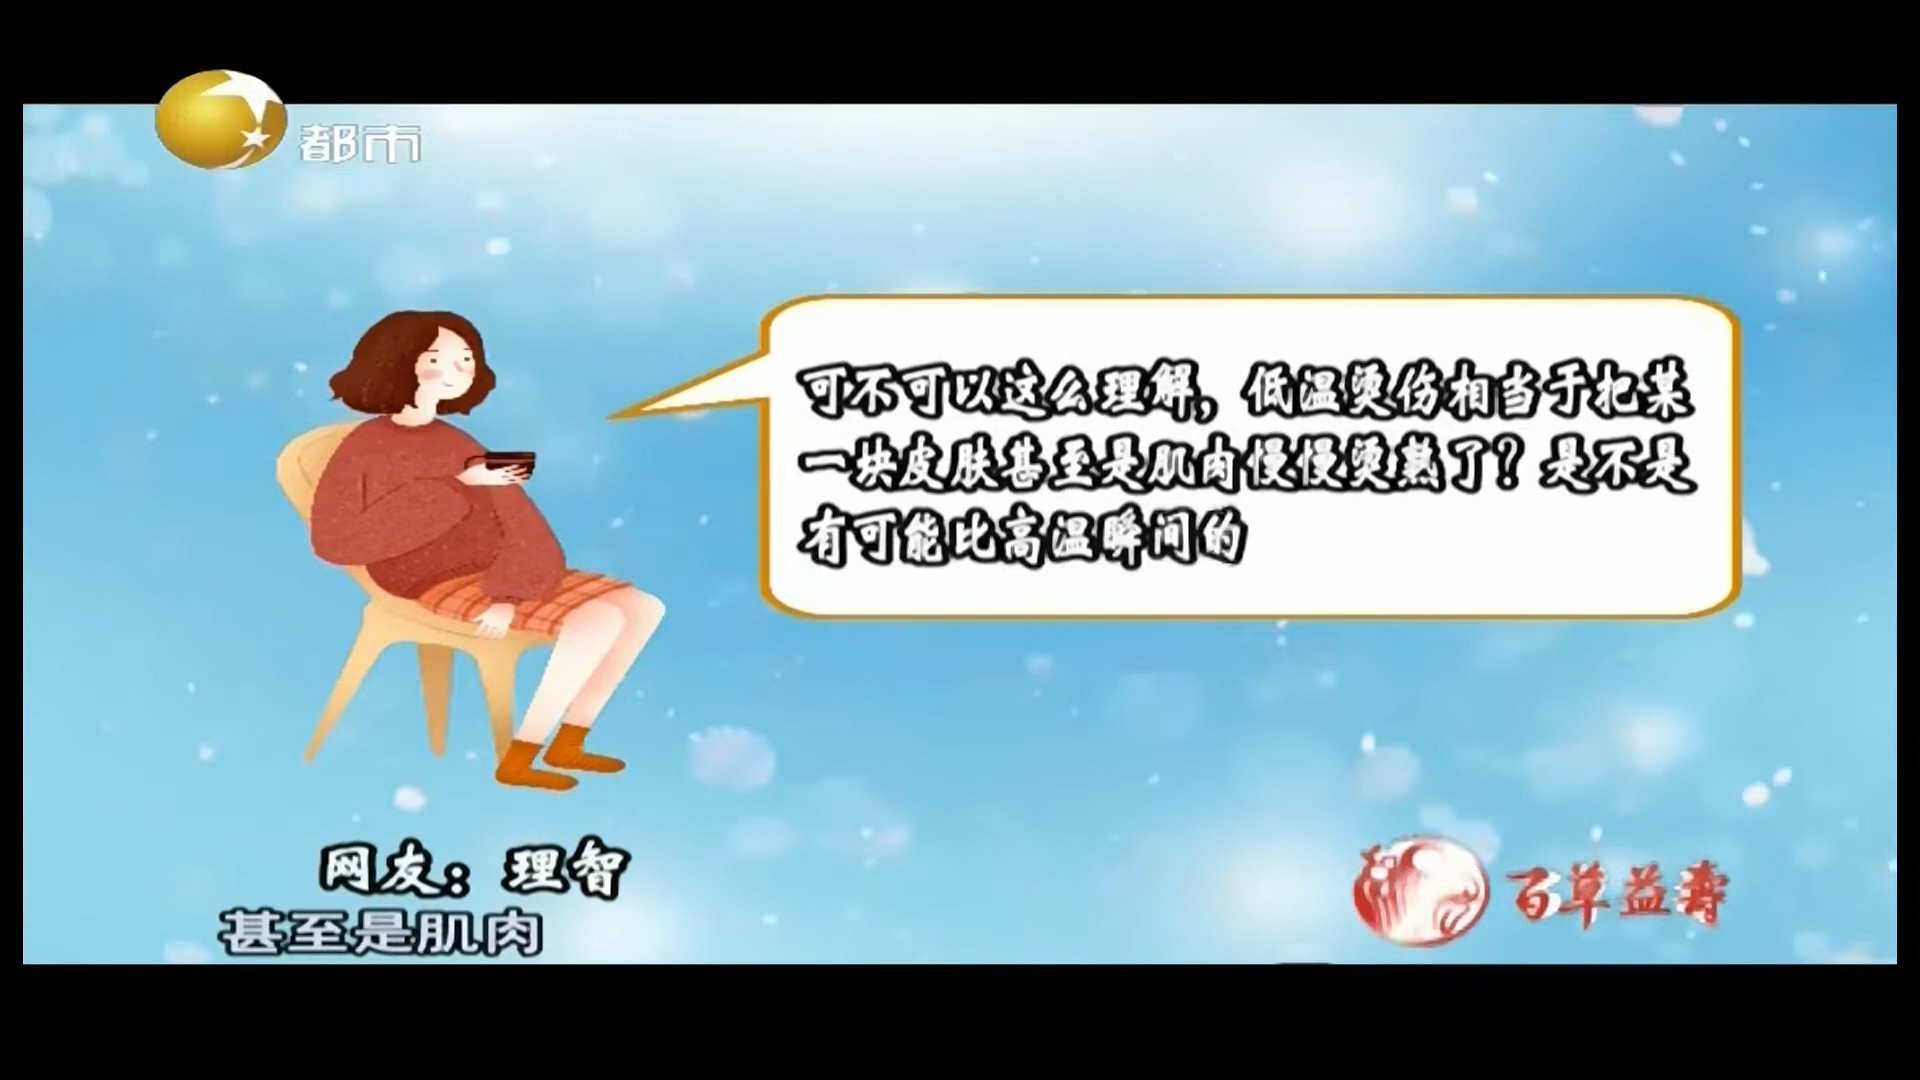 都市
可不可以这么理解，低温烫伤相当于把某
一块皮肤甚至是肌肉慢慢烫熟了？是不是
有可能比高温瞬间的
网友：理智
甚至是肌肉
百草益寿